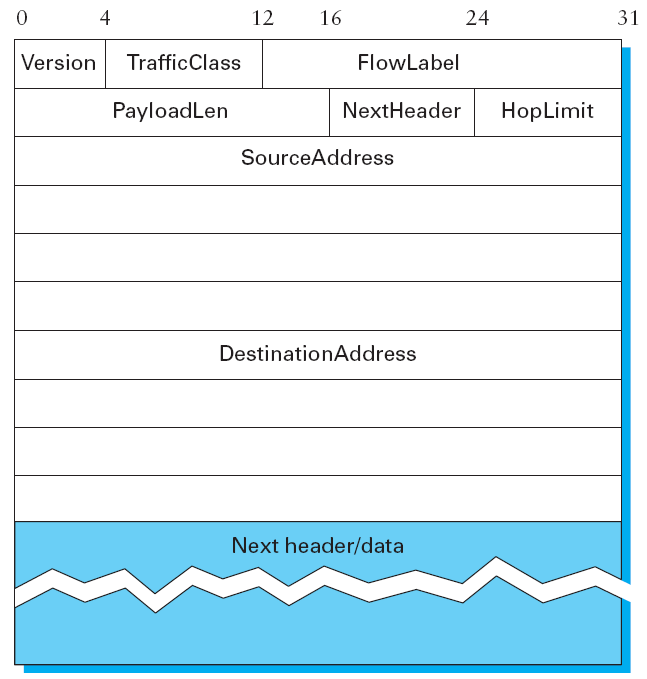 0 4 12 16 24 31
Version TrafficClass FlowLabel
PayloadLen NextHeader HopLimit
SourceAddress
DestinationAddress
Next header/data